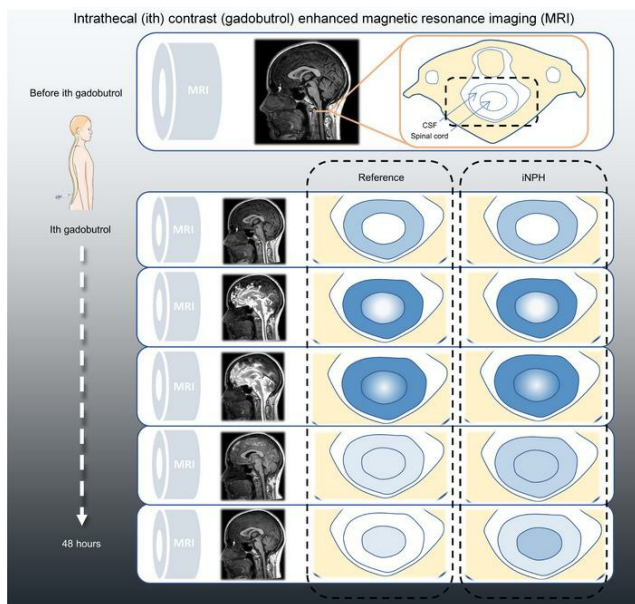 Intrathecal (ith) contrast (gadobutrol) enhanced magnetic resonance imaging (MRI)
MRI
Before ith gadobutrol
CSF
Spinal cord
Reference
iNPH
Ith gadobutrol
MRI
MRI
MRI
MRI
MRI
48 hours